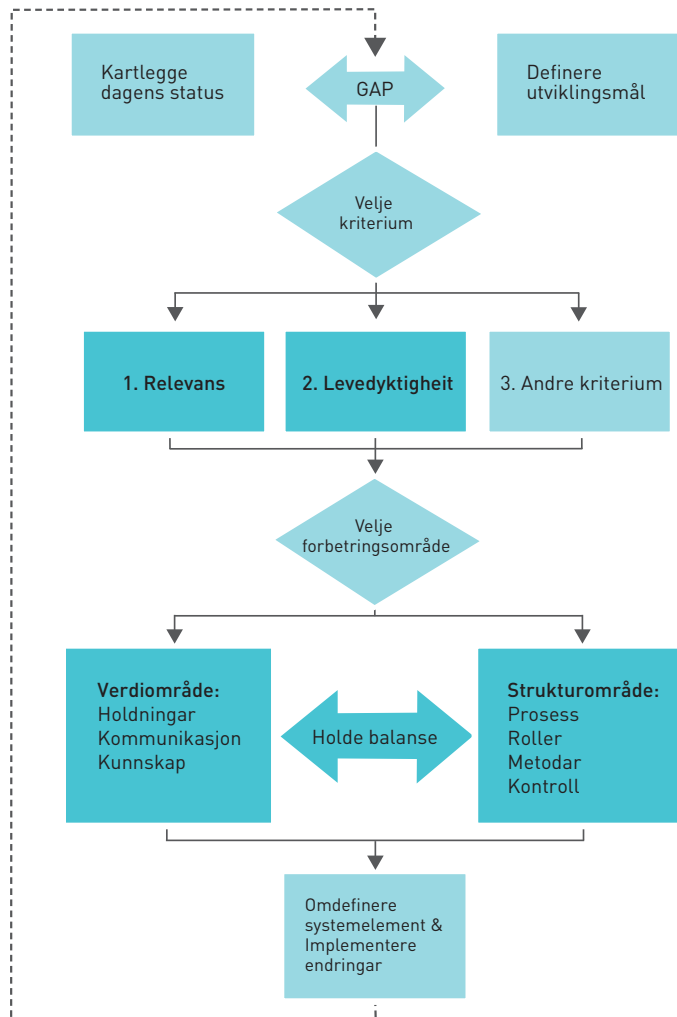 Kartlegge
dagens status
GAP
Definere
utviklingsmål
Velje
kriterium
1. Relevans
2. Levedyktigheit
3. Andre kriterium
Velje
forbetringsområde
Verdiområde:
Holdningar
Kommunikasjon
Kunnskap
Holde balanse
Strukturområde:
Prosess
Roller
Metodar
Kontroll
Omdefinere
systemelement &
Implementere
endringar